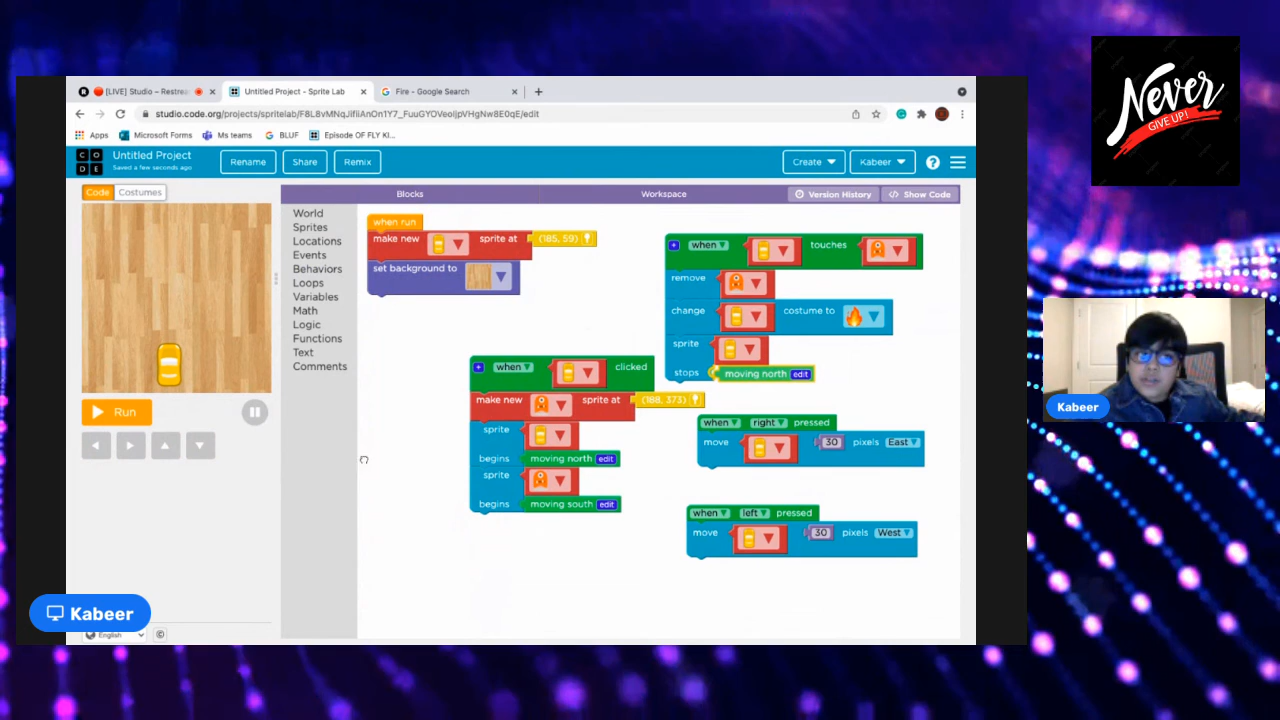 [LIVE] Studio – Restrea
Untitled Project - Sprite Lab
Fire - Google Search
studio.code.org/projects/spritelab/F8L8vMNqJifiiAnOn1Y7_FuuGYOVeoIjpVHgNw8E0qE/edit
Apps
Microsoft Forms
Ms teams
BLUF
Episode OF FLY KI...
C O D E
Untitled Project
Saved a few seconds ago
Rename
Share
Remix
Create
Kabeer
?
Code
Costumes
Blocks
Workspace
Version History
</> Show Code
World
Sprites
Locations
Events
Behaviors
Loops
Variables
Math
Logic
Functions
Text
Comments
Run
when run
make new sprite at (185, 59)
set background to
when clicked
make new sprite at (188, 373)
sprite
begins moving north edit
sprite
begins moving south edit
when touches
remove
change costume to
sprite
stops moving north edit
when right pressed
move 30 pixels East
when left pressed
move 30 pixels West
English
Kabeer
Never
GIVE UP!
Kabeer